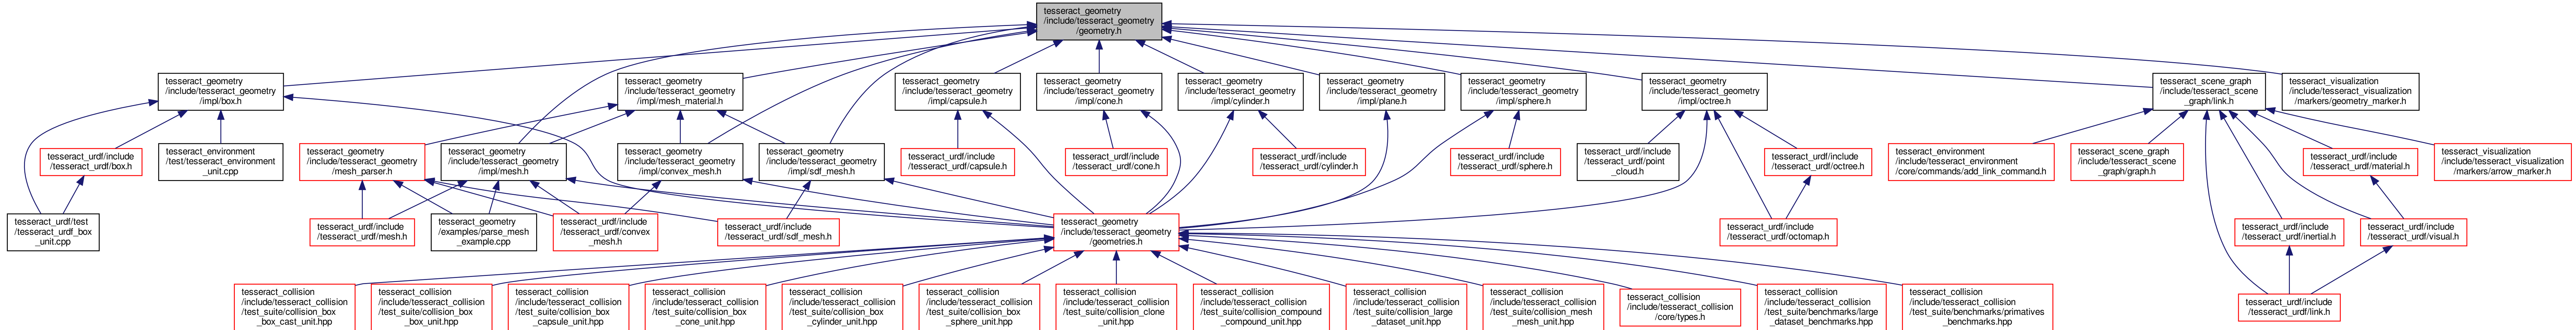 tesseract_geometry
/include/tesseract_geometry
/geometry.h
tesseract_geometry
/include/tesseract_geometry
/impl/box.h
tesseract_geometry
/include/tesseract_geometry
/impl/mesh_material.h
tesseract_geometry
/include/tesseract_geometry
/impl/capsule.h
tesseract_geometry
/include/tesseract_geometry
/impl/cone.h
tesseract_geometry
/include/tesseract_geometry
/impl/cylinder.h
tesseract_geometry
/include/tesseract_geometry
/impl/plane.h
tesseract_geometry
/include/tesseract_geometry
/impl/sphere.h
tesseract_geometry
/include/tesseract_geometry
/impl/octree.h
tesseract_scene_graph
/include/tesseract_scene
_graph/link.h
tesseract_visualization
/include/tesseract_visualization
/markers/geometry_marker.h
tesseract_urdf/include
/tesseract_urdf/box.h
tesseract_environment
/test/tesseract_environment
_unit.cpp
tesseract_geometry
/include/tesseract_geometry
/mesh_parser.h
tesseract_geometry
/include/tesseract_geometry
/impl/mesh.h
tesseract_geometry
/include/tesseract_geometry
/impl/convex_mesh.h
tesseract_geometry
/include/tesseract_geometry
/impl/sdf_mesh.h
tesseract_urdf/include
/tesseract_urdf/capsule.h
tesseract_urdf/include
/tesseract_urdf/cone.h
tesseract_urdf/include
/tesseract_urdf/cylinder.h
tesseract_urdf/include
/tesseract_urdf/sphere.h
tesseract_urdf/include
/tesseract_urdf/point
_cloud.h
tesseract_urdf/include
/tesseract_urdf/octree.h
tesseract_environment
/include/tesseract_environment
/core/commands/add_link_command.h
tesseract_scene_graph
/include/tesseract_scene
_graph/graph.h
tesseract_urdf/include
/tesseract_urdf/material.h
tesseract_visualization
/include/tesseract_visualization
/markers/arrow_marker.h
tesseract_urdf/test
/tesseract_urdf_box
_unit.cpp
tesseract_urdf/include
/tesseract_urdf/mesh.h
tesseract_geometry
/examples/parse_mesh
_example.cpp
tesseract_urdf/include
/tesseract_urdf/convex
_mesh.h
tesseract_urdf/include
/tesseract_urdf/sdf_mesh.h
tesseract_geometry
/include/tesseract_geometry
/geometries.h
tesseract_urdf/include
/tesseract_urdf/octomap.h
tesseract_urdf/include
/tesseract_urdf/inertial.h
tesseract_urdf/include
/tesseract_urdf/visual.h
tesseract_collision
/include/tesseract_collision
/test_suite/collision_box
_box_cast_unit.hpp
tesseract_collision
/include/tesseract_collision
/test_suite/collision_box
_box_unit.hpp
tesseract_collision
/include/tesseract_collision
/test_suite/collision_box
_capsule_unit.hpp
tesseract_collision
/include/tesseract_collision
/test_suite/collision_box
_cone_unit.hpp
tesseract_collision
/include/tesseract_collision
/test_suite/collision_box
_cylinder_unit.hpp
tesseract_collision
/include/tesseract_collision
/test_suite/collision_box
_sphere_unit.hpp
tesseract_collision
/include/tesseract_collision
/test_suite/collision_clone
_unit.hpp
tesseract_collision
/include/tesseract_collision
/test_suite/collision_compound
_compound_unit.hpp
tesseract_collision
/include/tesseract_collision
/test_suite/collision_large
_dataset_unit.hpp
tesseract_collision
/include/tesseract_collision
/test_suite/collision_mesh
_mesh_unit.hpp
tesseract_collision
/include/tesseract_collision
/core/types.h
tesseract_collision
/include/tesseract_collision
/test_suite/benchmarks/large
_dataset_benchmarks.hpp
tesseract_collision
/include/tesseract_collision
/test_suite/benchmarks/primatives
_benchmarks.hpp
tesseract_urdf/include
/tesseract_urdf/link.h